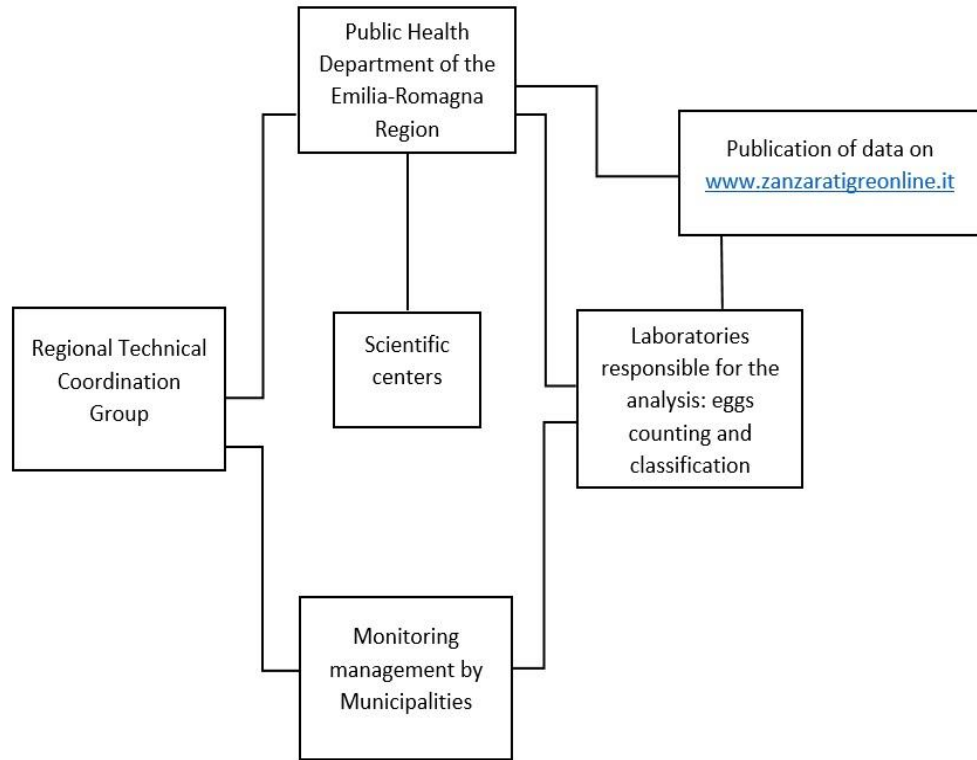 Public Health
Department of the
Emilia-Romagna
Region
Publication of data on
www.zanzaratigreonline.it
Regional Technical
Coordination
Group
Scientific
centers
Laboratories
responsible for the
analysis: eggs
counting and
classification
Monitoring
management by
Municipalities